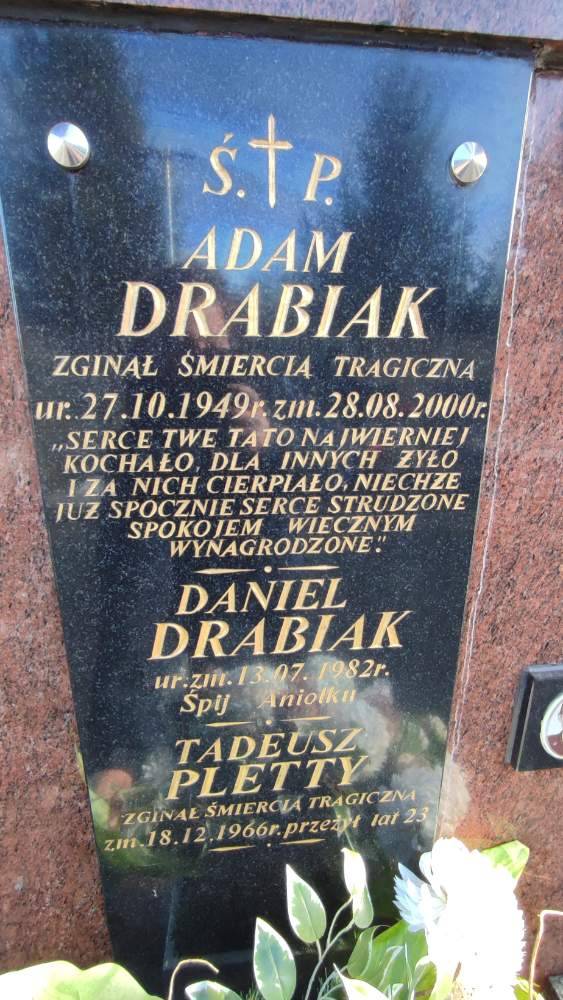 Ś. P.
ADAM
DRABIAK
ZGINĄŁ ŚMIERCIĄ TRAGICZNĄ
ur. 27.10.1949r. zm. 28.08.2000r.
„SERCE TWE TATO NAJWIERNIEJ
KOCHAŁO, DLA INNYCH ŻYŁO
I ZA NICH CIERPIAŁO, NIECHŻE
JUŻ SPOCZNIE SERCE STRUDZONE
SPOKOJEM WIECZNYM
WYNAGRODZONE."
DANIEL
DRABIAK
ur. zm. 13.07.1982r.
Śpij Aniołku
TADEUSZ
PLETTY
ZGINĄŁ ŚMIERCIĄ TRAGICZNĄ
zm. 18.12.1966r. przeżył lat 23